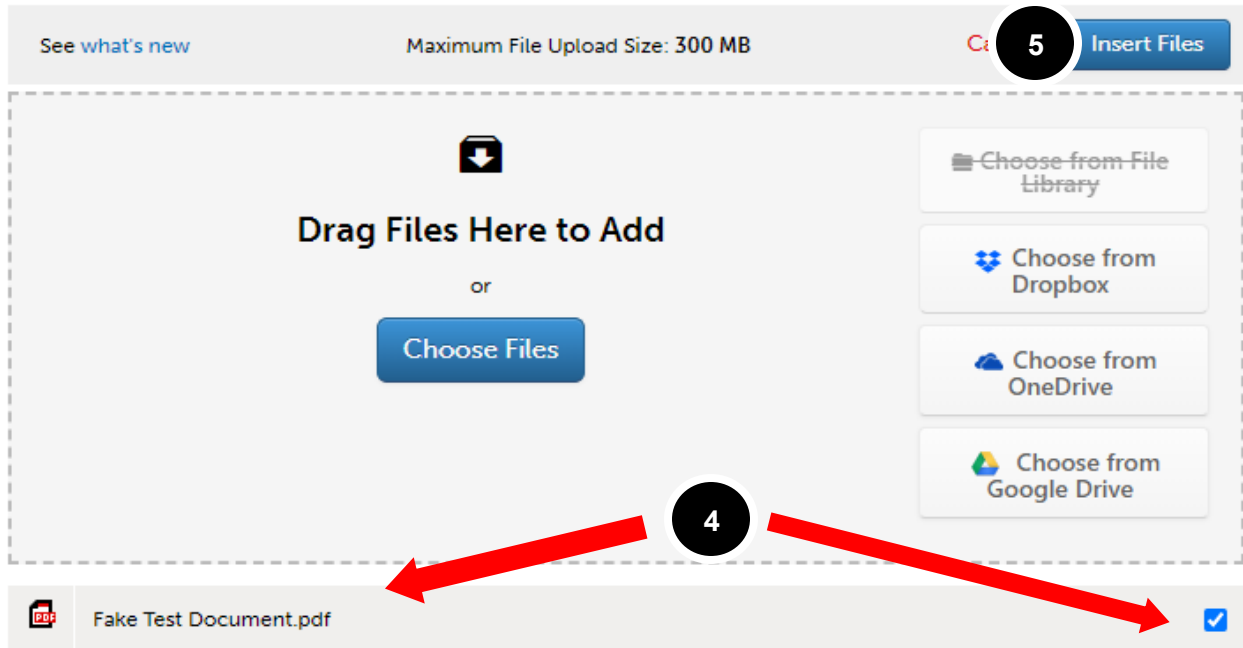 See what's new
Maximum File Upload Size: 300 MB
5
Insert Files
Drag Files Here to Add
or
Choose Files
Choose from File
Library
Choose from
Dropbox
Choose from
OneDrive
Choose from
Google Drive
4
PDF
Fake Test Document.pdf